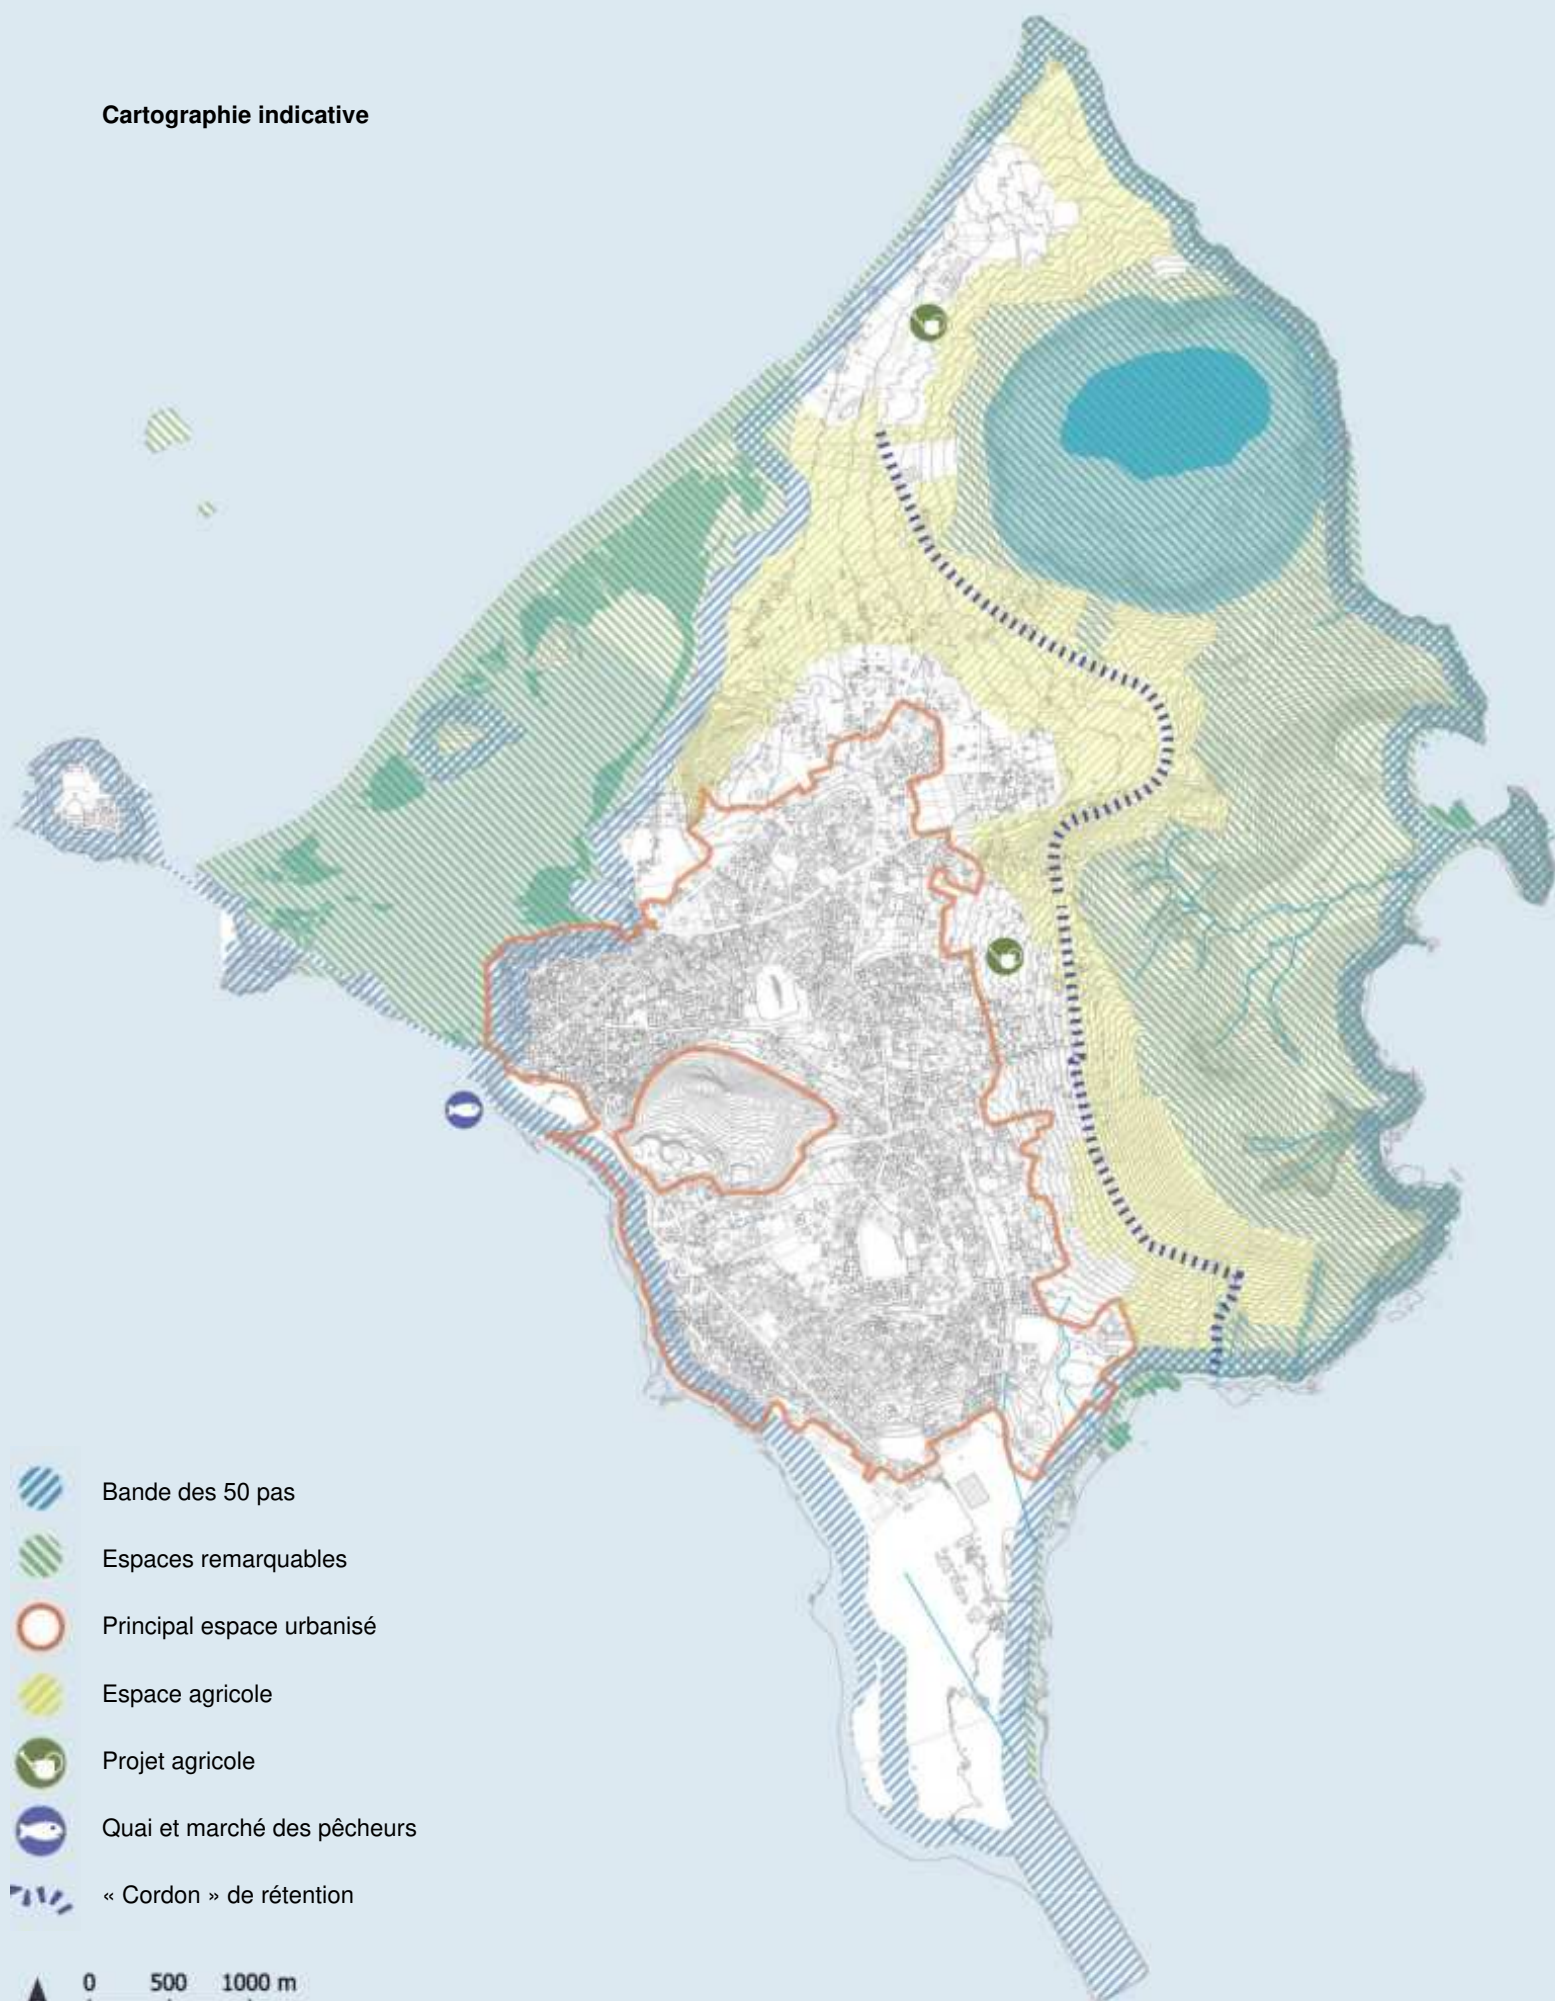 Cartographie indicative
Bande des 50 pas
Espaces remarquables
Principal espace urbanisé
Espace agricole
Projet agricole
Quai et marché des pêcheurs
« Cordon » de rétention
0 500 1000 m